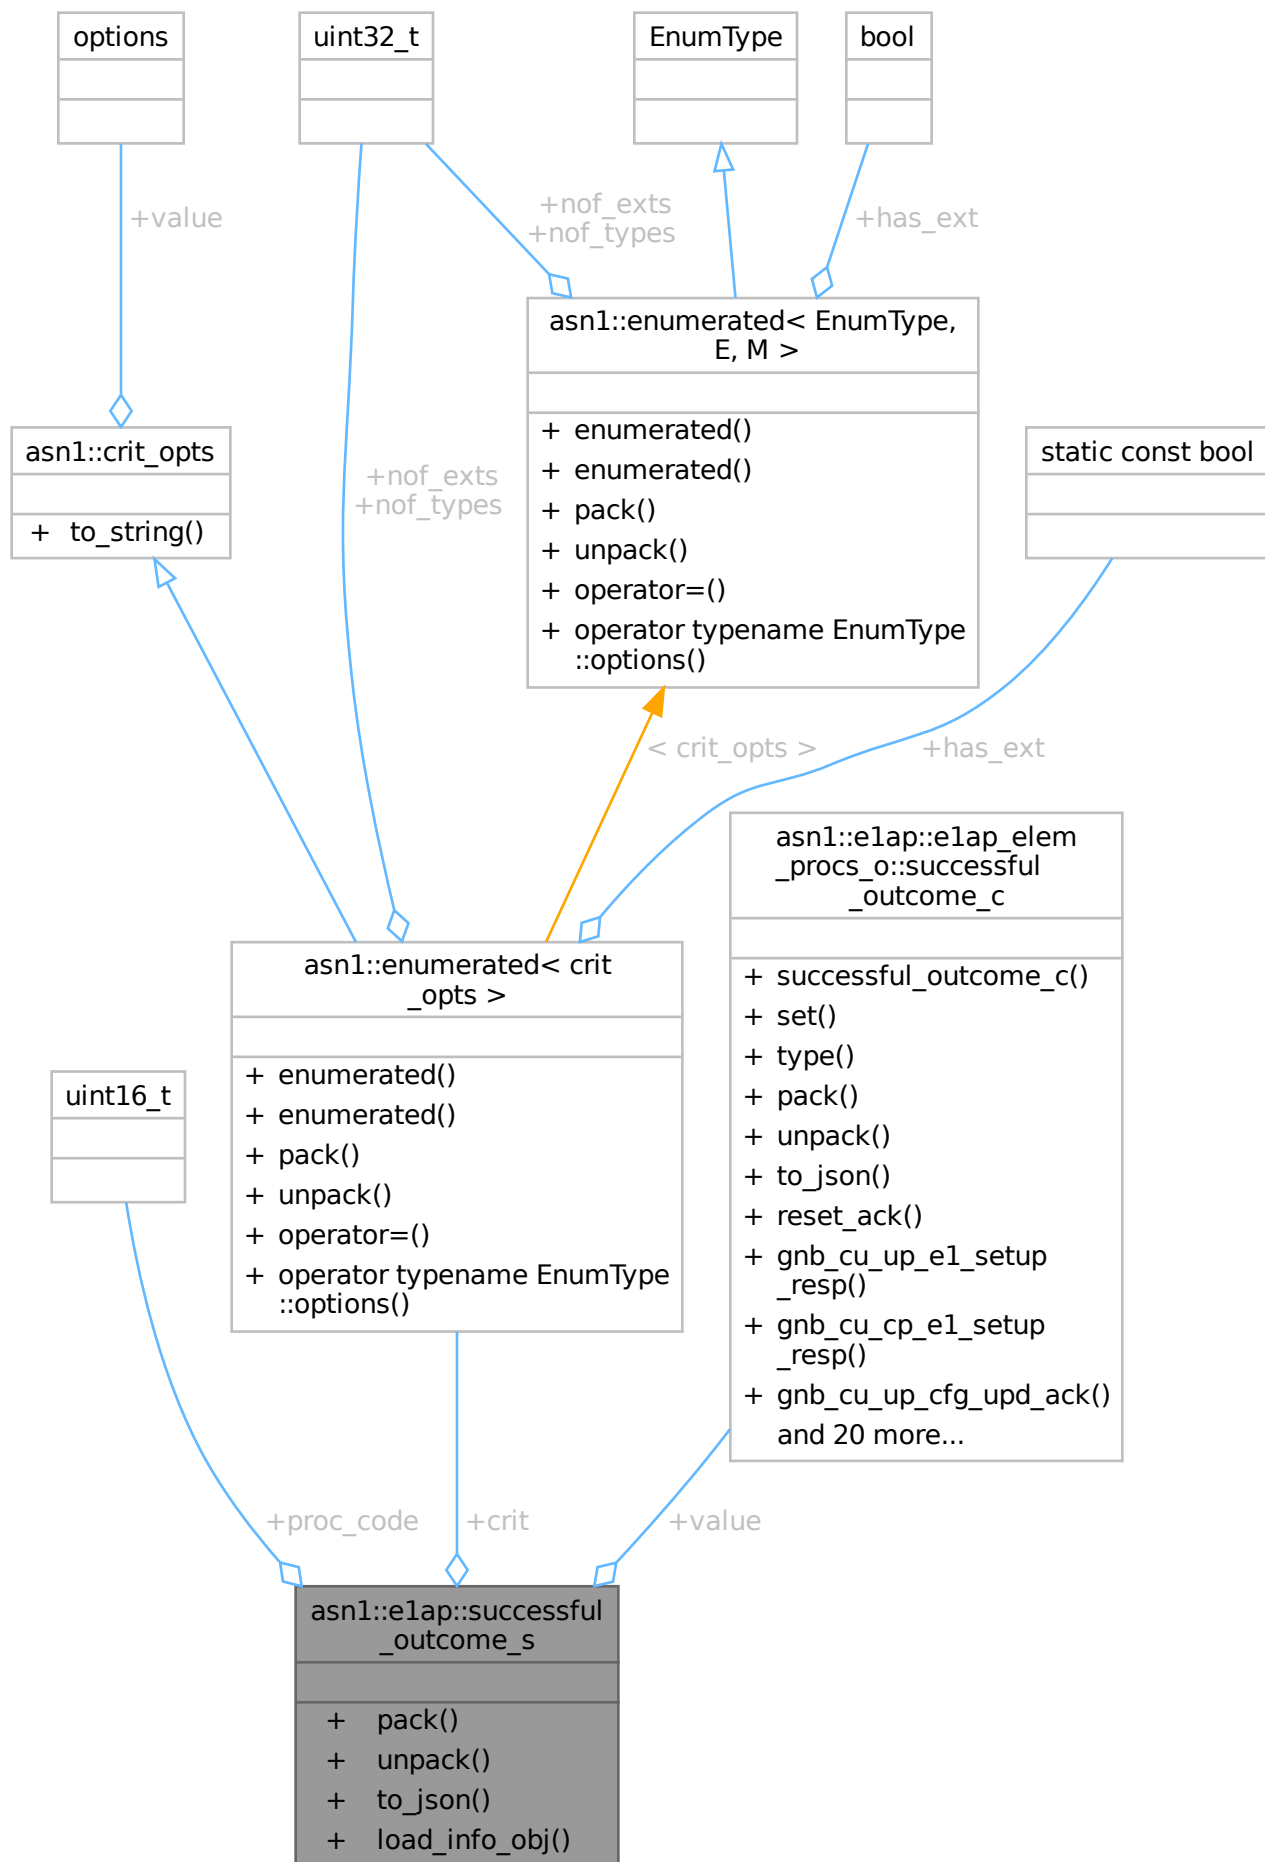 options
uint32_t
EnumType
bool
+value
+nof_exts
+nof_types
+has_ext
asn1::enumerated< EnumType,
E, M >
+ enumerated()
+ enumerated()
+ pack()
+ unpack()
+ operator=()
+ operator typename EnumType
::options()
asn1::crit_opts
+ to_string()
+nof_exts
+nof_types
static const bool
< crit_opts >
+has_ext
asn1::e1ap::e1ap_elem
_procs_o::successful
_outcome_c
+ successful_outcome_c()
+ set()
+ type()
+ pack()
+ unpack()
+ to_json()
+ reset_ack()
+ gnb_cu_up_e1_setup
_resp()
+ gnb_cu_cp_e1_setup
_resp()
+ gnb_cu_up_cfg_upd_ack()
and 20 more...
asn1::enumerated< crit
_opts >
+ enumerated()
+ enumerated()
+ pack()
+ unpack()
+ operator=()
+ operator typename EnumType
::options()
uint16_t
+proc_code
+crit
+value
asn1::e1ap::successful
_outcome_s
+ pack()
+ unpack()
+ to_json()
+ load_info_obj()